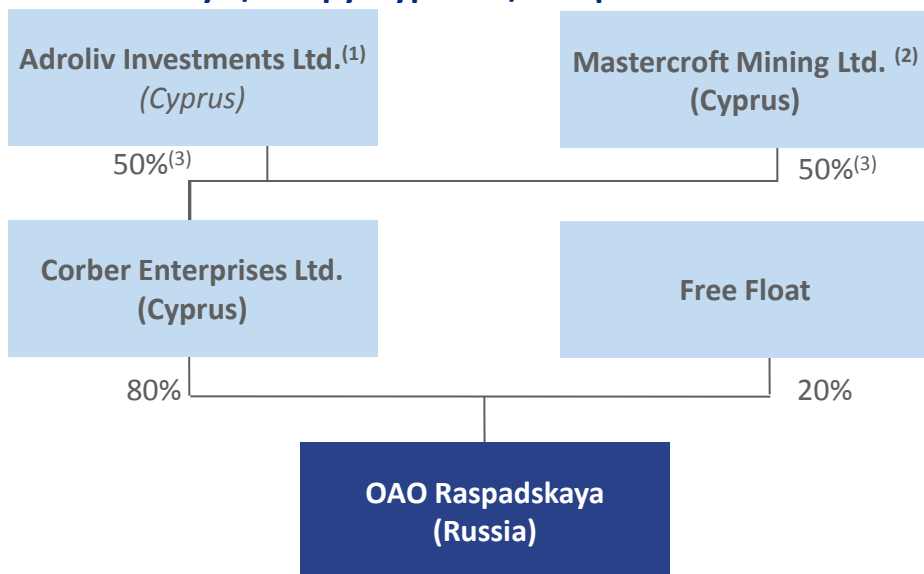 Adroliv Investments Ltd.(1)
(Cyprus)
Mastercroft Mining Ltd. (2)
(Cyprus)
50%(3)
50%(3)
Corber Enterprises Ltd.
(Cyprus)
Free Float
80%
20%
OAO Raspadskaya
(Russia)